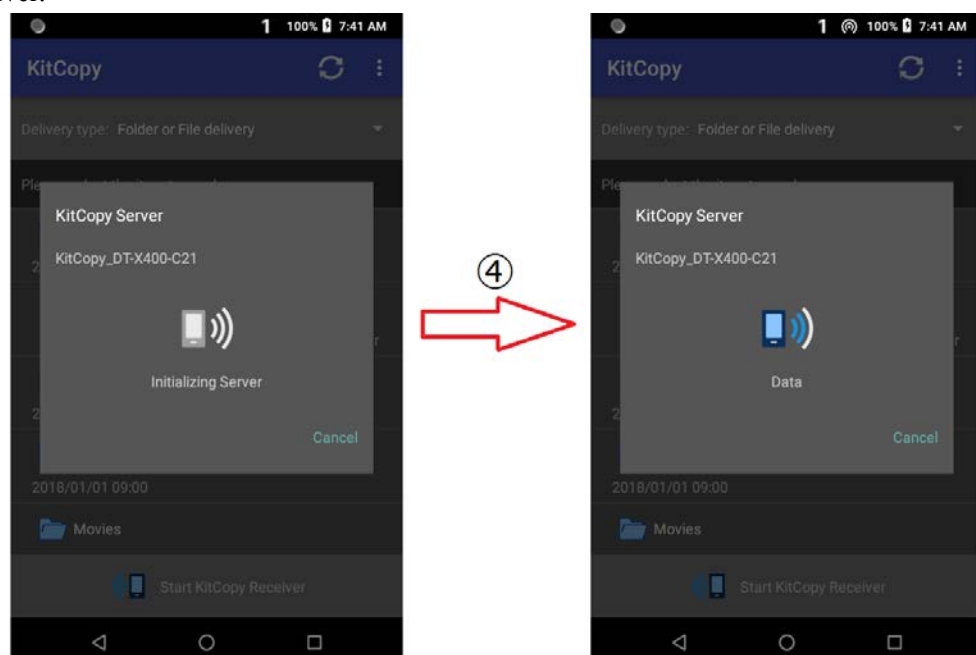 1 100% 7:41 AM
KitCopy
Delivery type: Folder or File delivery
KitCopy Server
KitCopy_DT-X400-C21
Initializing Server
Cancel
2018/01/01 09:00
Movies
Start KitCopy Receiver
④
1 100% 7:41 AM
KitCopy
Delivery type: Folder or File delivery
KitCopy Server
KitCopy_DT-X400-C21
Data
Cancel
2018/01/01 09:00
Movies
Start KitCopy Receiver